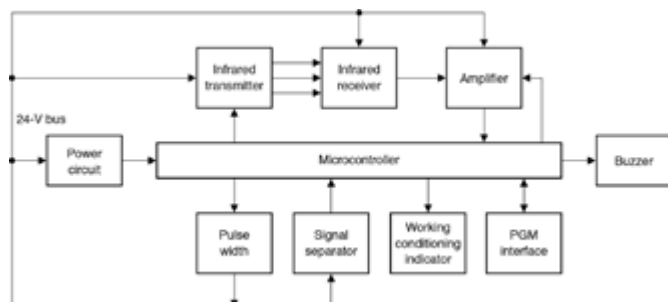 Infrared
transmitter
Infrared
receiver
Amplifier
24-V bus
Power
circuit
Microcontroller
Buzzer
Pulse
width
Signal
separator
Working
conditioning
indicator
PGM
interface